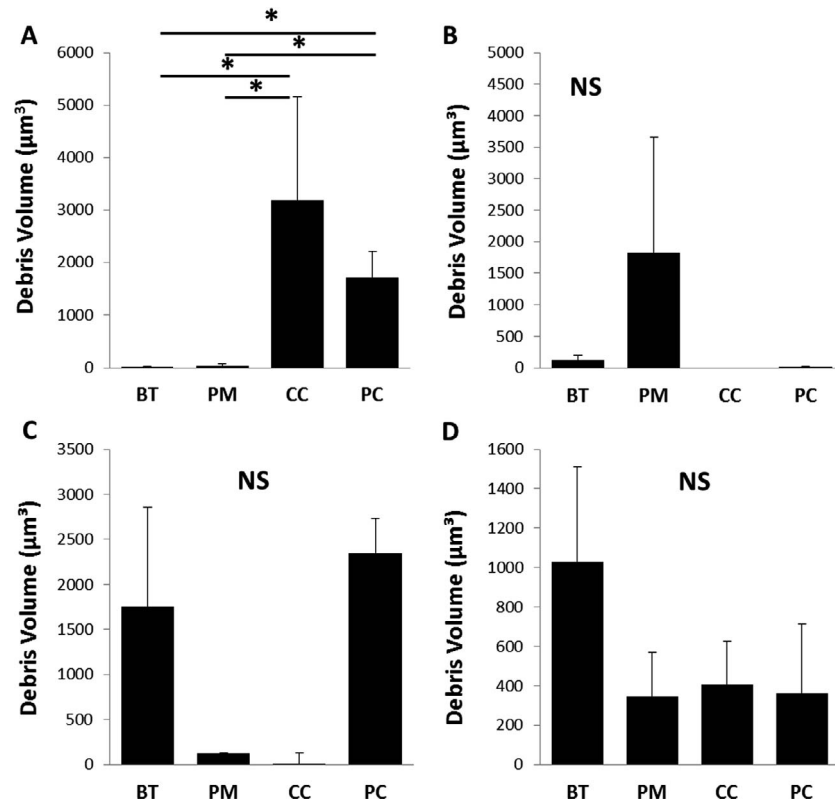 A
*
*
*
*
Debris Volume (µm³)
6000
5000
4000
3000
2000
1000
0
BT PM CC PC
B
NS
Debris Volume (µm³)
5000
4500
4000
3500
3000
2500
2000
1500
1000
500
0
BT PM CC PC
C
NS
Debris Volume (µm³)
3500
3000
2500
2000
1500
1000
500
0
BT PM CC PC
D
NS
Debris Volume (µm³)
1600
1400
1200
1000
800
600
400
200
0
BT PM CC PC